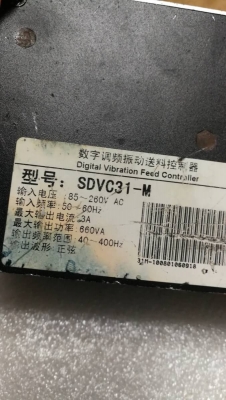 数字调频振动送料控制器
Digital Vibration Feed Controller
型号: SDVC31-M
输入电压: 85~260V AC
输入频率: 50~60Hz
最大输出电流: 3A
最大输出功率: 660VA
输出频率范围: 40~400Hz
输出波形: 正弦